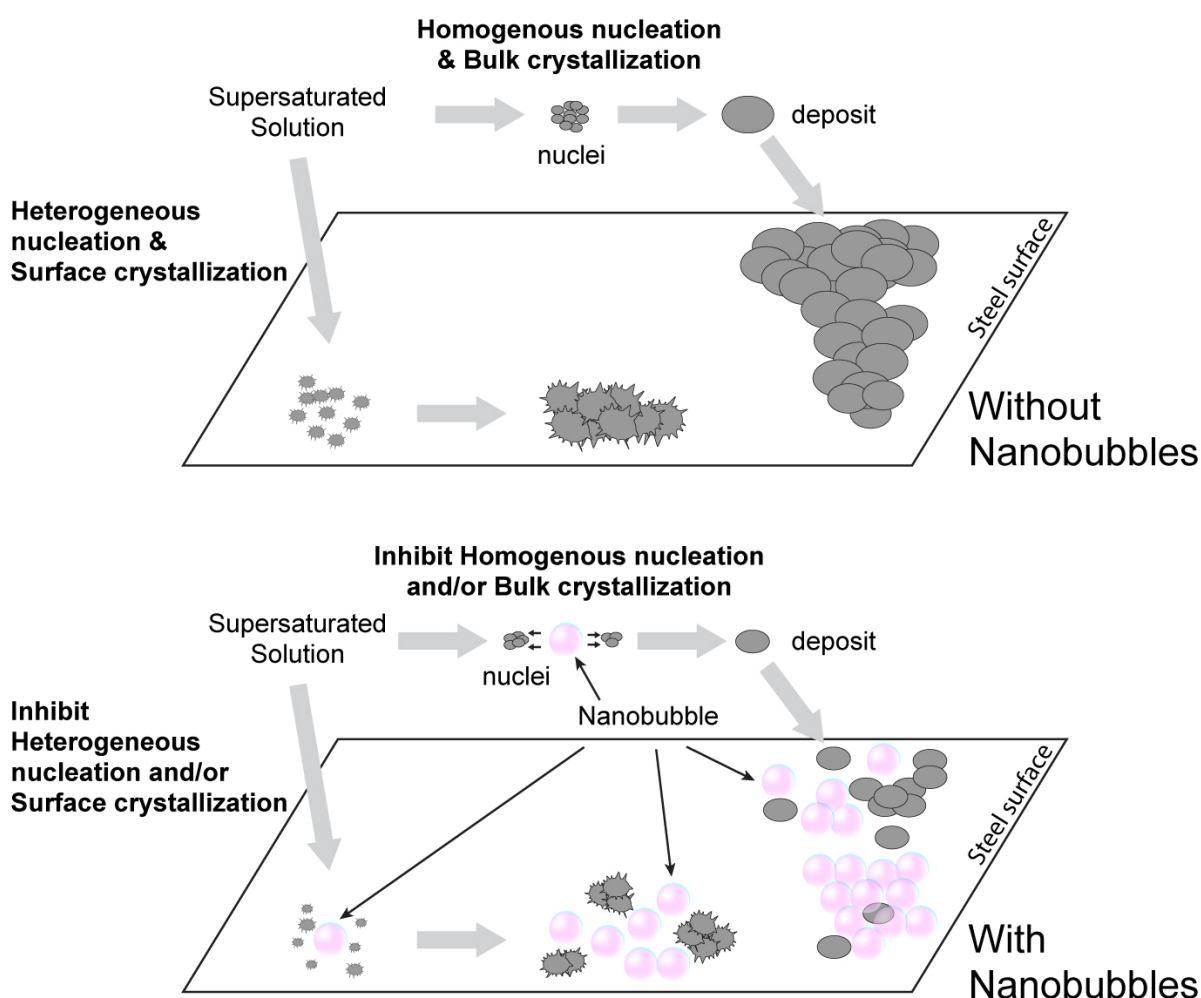 Homogenous nucleation
& Bulk crystallization
Supersaturated
Solution
nuclei
deposit
Heterogeneous
nucleation &
Surface crystallization
Steel surface
Without
Nanobubbles
Inhibit Homogenous nucleation
and/or Bulk crystallization
Supersaturated
Solution
nuclei
deposit
Nanobubble
Inhibit
Heterogeneous
nucleation and/or
Surface crystallization
Steel surface
With
Nanobubbles